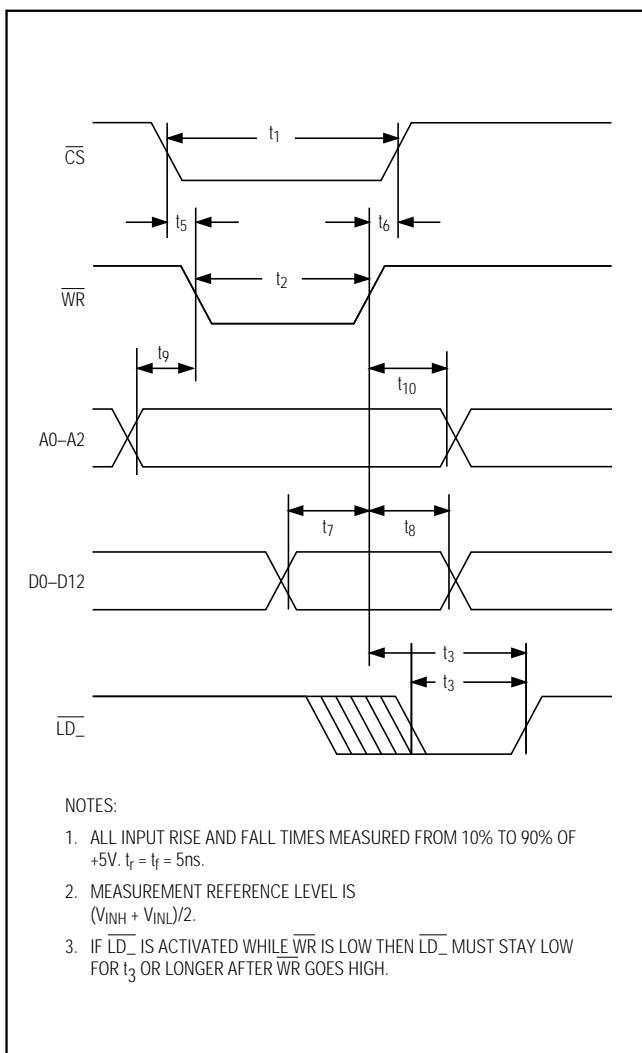 t1
CS
t5
t6
t2
WR
t9
t10
A0–A2
t7
t8
D0–D12
t3
t3
LD_
NOTES:
1. ALL INPUT RISE AND FALL TIMES MEASURED FROM 10% TO 90% OF
+5V. tr = tf = 5ns.
2. MEASUREMENT REFERENCE LEVEL IS
(VINH + VINL)/2.
3. IF LD_ IS ACTIVATED WHILE WR IS LOW THEN LD_ MUST STAY LOW
FOR t3 OR LONGER AFTER WR GOES HIGH.